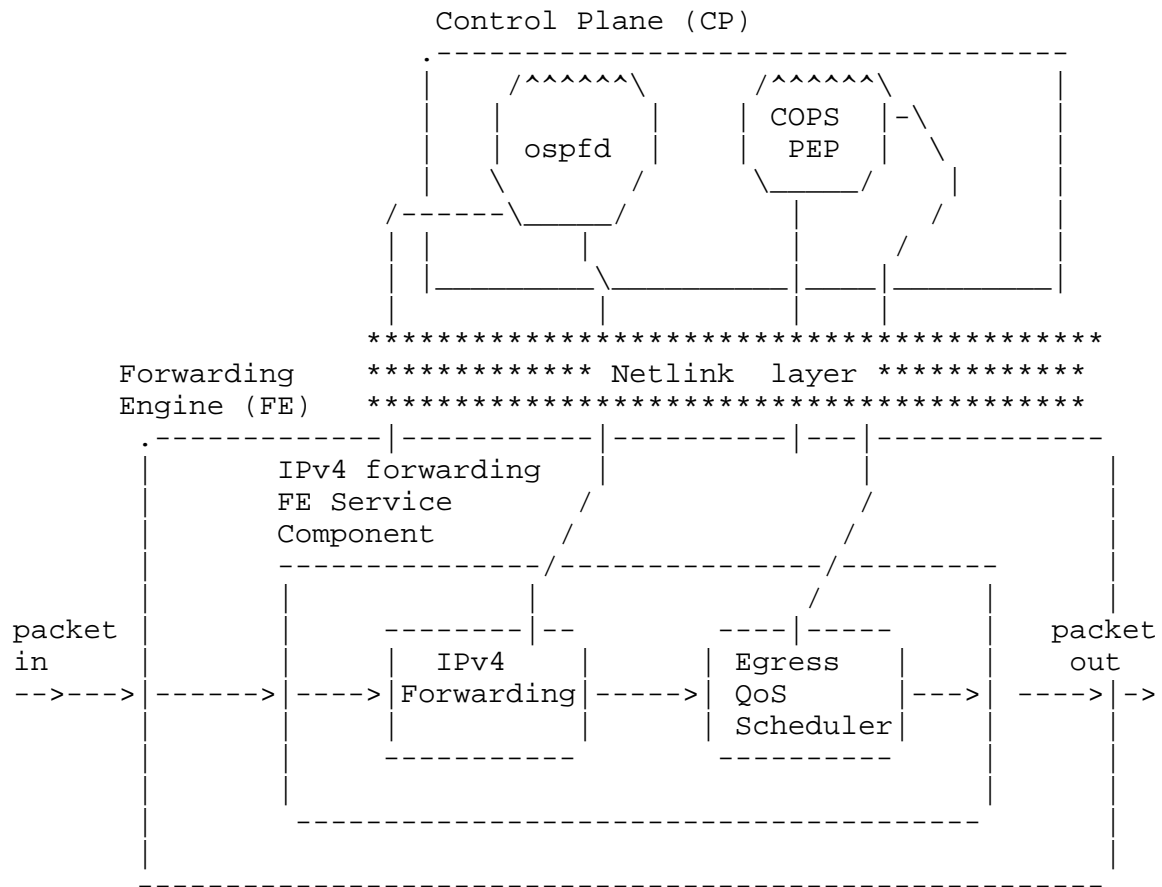 Control Plane (CP)
COPS
ospfd PEP
Forwarding Netlink layer
Engine (FE)
IPv4 forwarding
FE Service
Component
packet packet
in IPv4 Egress out
Forwarding QoS
Scheduler